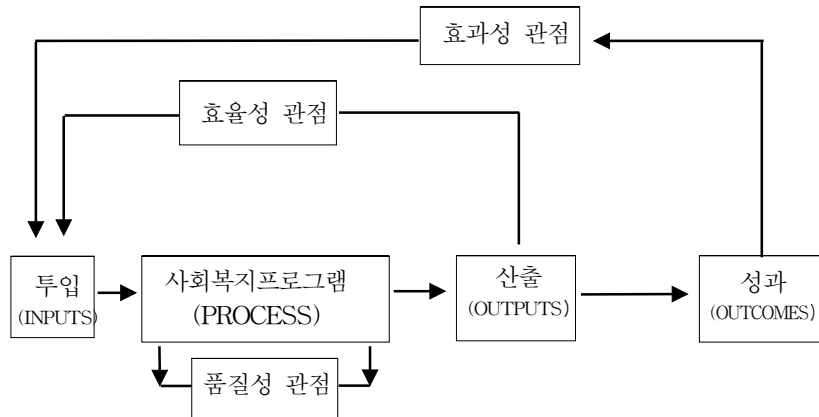 효과성 관점
효율성 관점
투입
(INPUTS)
사회복지프로그램
(PROCESS)
산출
(OUTPUTS)
성과
(OUTCOMES)
품질성 관점